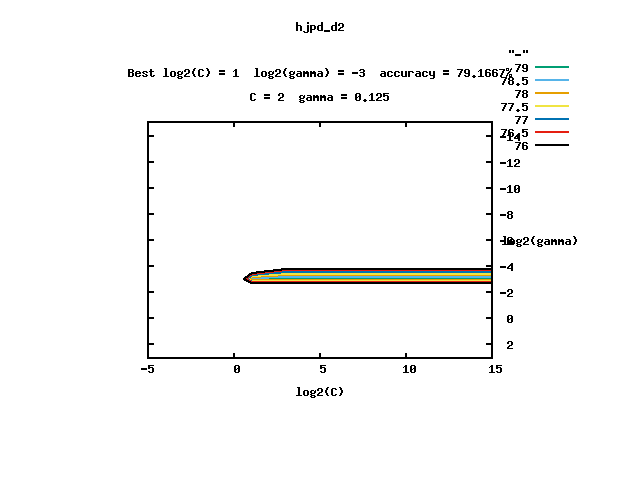 hjpd_d2
"-"
Best log2(C) = 1 log2(gamma) = -3 accuracy = 79.1667%
79
78.5
C = 2 gamma = 0.125
78
77.5
77
76.5
76
-14
-12
-10
-8
-6
log2(gamma)
-4
-2
0
2
-5 0 5 10 15
log2(C)